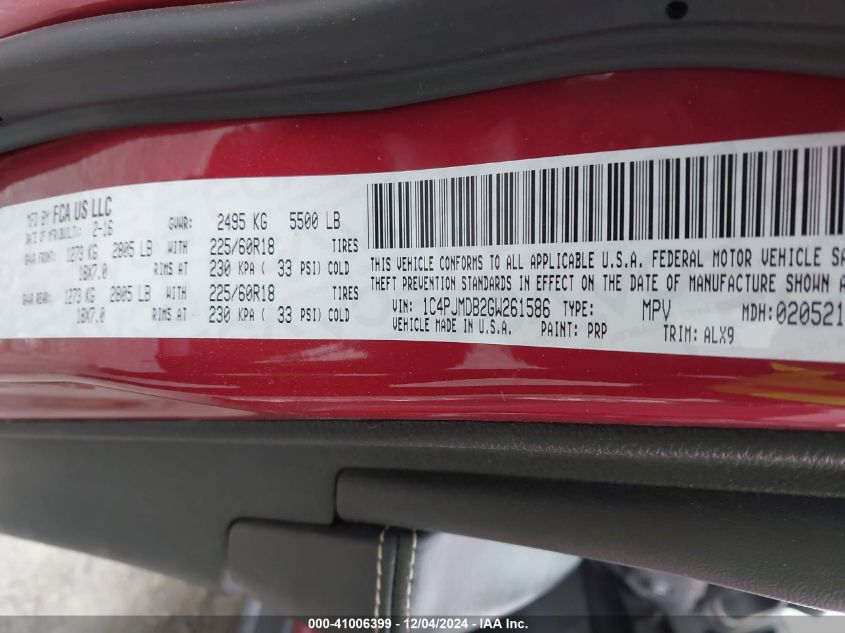 MFD BY FCA US LLC
DATE OF MFR(BUILT): 2-16
GVWR: 2495 KG 5500 LB
GAWR FRONT: 1273 KG 2805 LB WITH 225/60R18 TIRES
18X7.0 RIMS AT 230 KPA ( 33 PSI) COLD
GAWR REAR: 1273 KG 2805 LB WITH 225/60R18 TIRES
18X7.0 RIMS AT 230 KPA ( 33 PSI) COLD
THIS VEHICLE CONFORMS TO ALL APPLICABLE U.S.A. FEDERAL MOTOR VEHICLE SA
THEFT PREVENTION STANDARDS IN EFFECT ON THE DATE OF MANUFACTURE SHOWN A
VIN: 1C4PJMDB2GW261586 TYPE: MPV MDH: 020521
VEHICLE MADE IN U.S.A. PAINT: PRP TRIM: ALX9
000-41006399 - 12/04/2024 - IAA Inc.